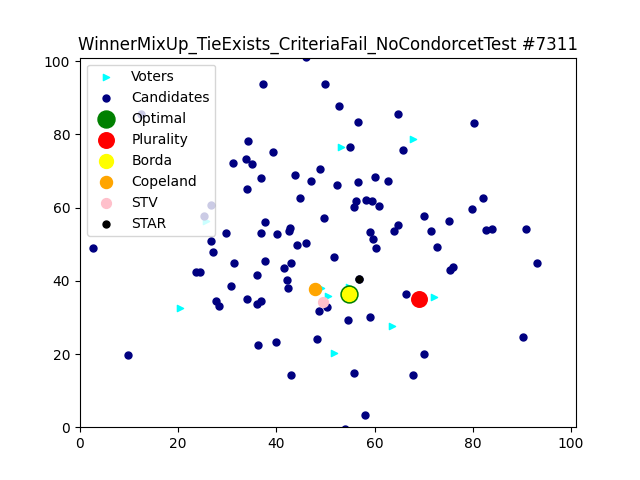 WinnerMixUp_TieExists_CriteriaFail_NoCondorcetTest #7311
Voters
Candidates
Optimal
Plurality
Borda
Copeland
STV
STAR
100
80
60
40
20
0
0 20 40 60 80 100